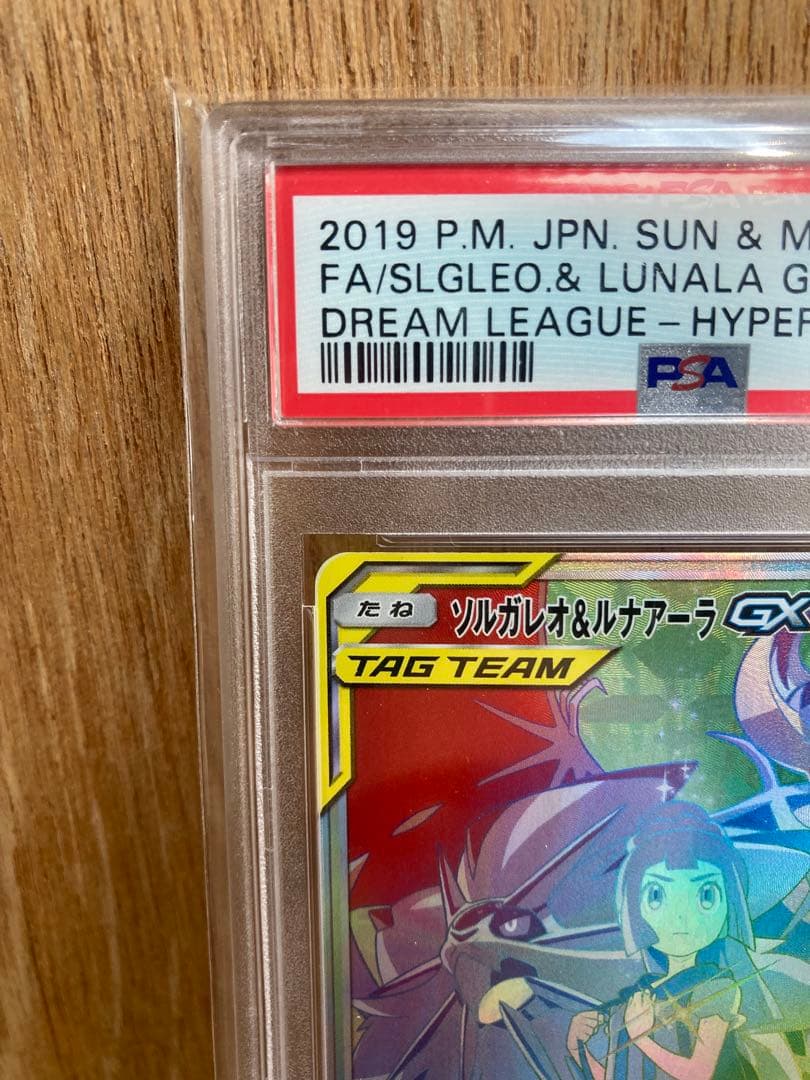 2019 P.M. JPN. SUN & M
FA/SLGLEO.& LUNALA G
DREAM LEAGUE – HYPER
PSA
たね ソルガレオ&ルナアーラ GX
TAG TEAM